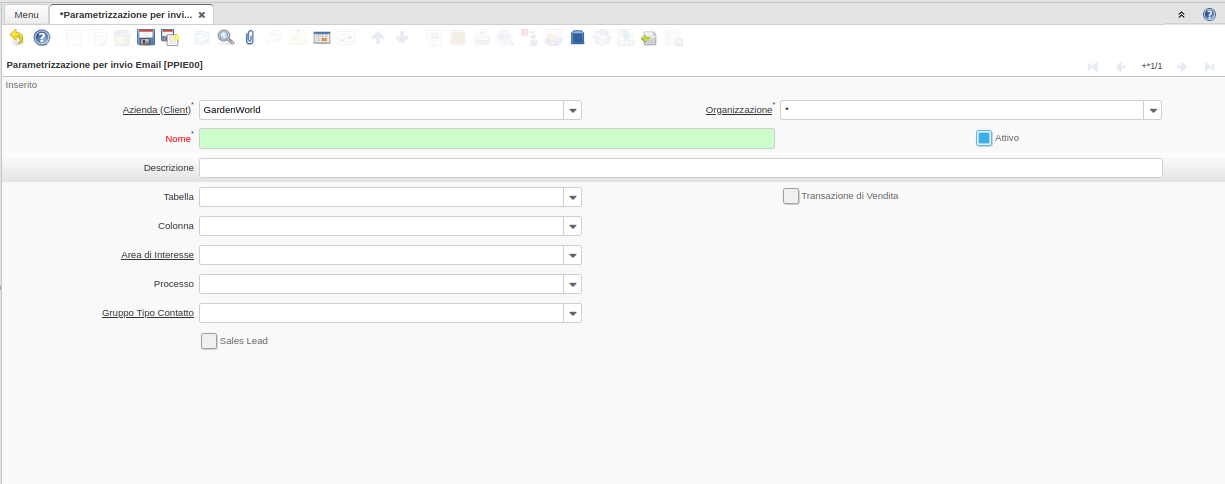 Menu
*Parametrizzazione per invi...
Parametrizzazione per invio Email [PPIE00]
+*1/1
Inserito
Azienda (Client)* GardenWorld
Organizzazione* *
Nome*
Attivo
Descrizione
Tabella
Transazione di Vendita
Colonna
Area di Interesse
Processo
Gruppo Tipo Contatto
Sales Lead